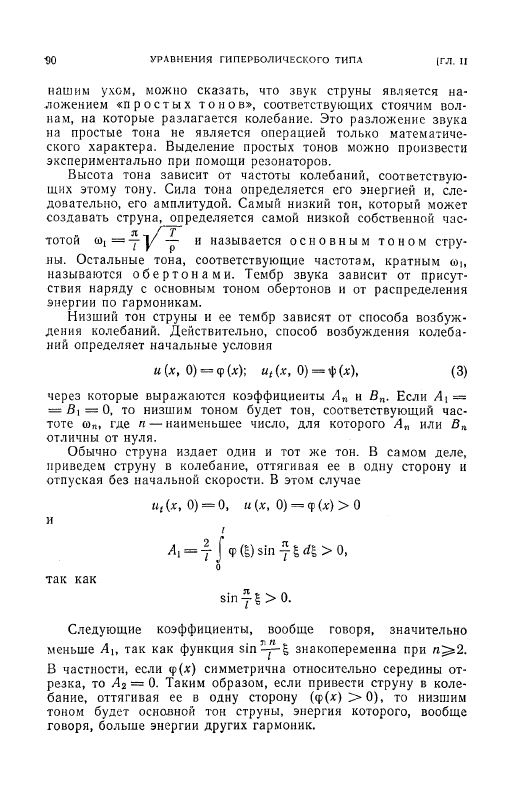 90 УРАВНЕНИЯ ГИПЕРБОЛИЧЕСКОГО ТИПА [ГЛ. II
нашим ухом, можно сказать, что звук струны является на-
ложением «простых тонов», соответствующих стоячим вол-
нам, на которые разлагается колебание. Это разложение звука
на простые тона не является операцией только математиче-
ского характера. Выделение простых тонов можно произвести
экспериментально при помощи резонаторов.
Высота тона зависит от частоты колебаний, соответствую-
щих этому тону. Сила тона определяется его энергией и, сле-
довательно, его амплитудой. Самый низкий тон, который может
создавать струна, определяется самой низкой собственной час-
тотой ω₁ = π/l √(T/ρ) и называется основным тоном стру-
ны. Остальные тона, соответствующие частотам, кратным ω₁,
называются обертонами. Тембр звука зависит от присут-
ствия наряду с основным тоном обертонов и от распределения
энергии по гармоникам.
Низший тон струны и ее тембр зависят от способа возбуж-
дения колебаний. Действительно, способ возбуждения колеба-
ний определяет начальные условия
u (x, 0) = φ (x); uₜ (x, 0) = ψ (x), (3)
через которые выражаются коэффициенты Aₙ и Bₙ. Если A₁ =
= B₁ = 0, то низшим тоном будет тон, соответствующий час-
тоте ωₙ, где n — наименьшее число, для которого Aₙ или Bₙ
отличны от нуля.
Обычно струна издает один и тот же тон. В самом деле,
приведем струну в колебание, оттягивая ее в одну сторону и
отпуская без начальной скорости. В этом случае
uₜ (x, 0) = 0, u (x, 0) = φ (x) > 0
и
A₁ = 2/l ∫₀ˡ φ (ξ) sin π/l ξ dξ > 0,
так как
sin π/l ξ > 0.
Следующие коэффициенты, вообще говоря, значительно
меньше A₁, так как функция sin πn/l ξ знакопеременна при n ⩾ 2.
В частности, если φ(x) симметрична относительно середины от-
резка, то A₂ = 0. Таким образом, если привести струну в коле-
бание, оттягивая ее в одну сторону (φ(x) > 0), то низшим
тоном будет основной тон струны, энергия которого, вообще
говоря, больше энергии других гармоник.